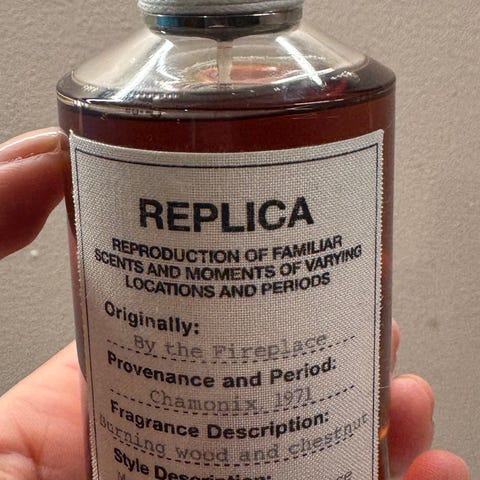 REPLICA
REPRODUCTION OF FAMILIAR
SCENTS AND MOMENTS OF VARYING
LOCATIONS AND PERIODS
Originally:
By the Fireplace
Provenance and Period:
Chamonix, 1971
Fragrance Description:
Burning wood and chestnut
Style Description: